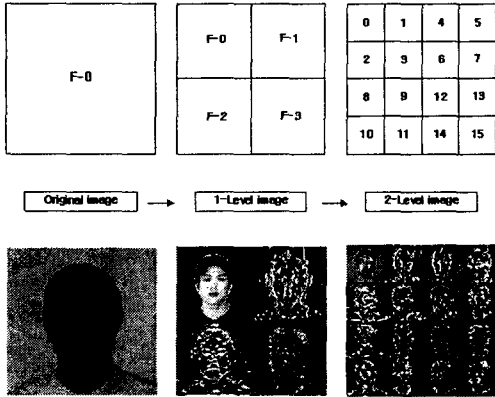 F-0
F-0 F-1
F-2 F-3
0 1 4 5
2 3 6 7
8 9 12 13
10 11 14 15
Original image
1-Level image
2-Level image